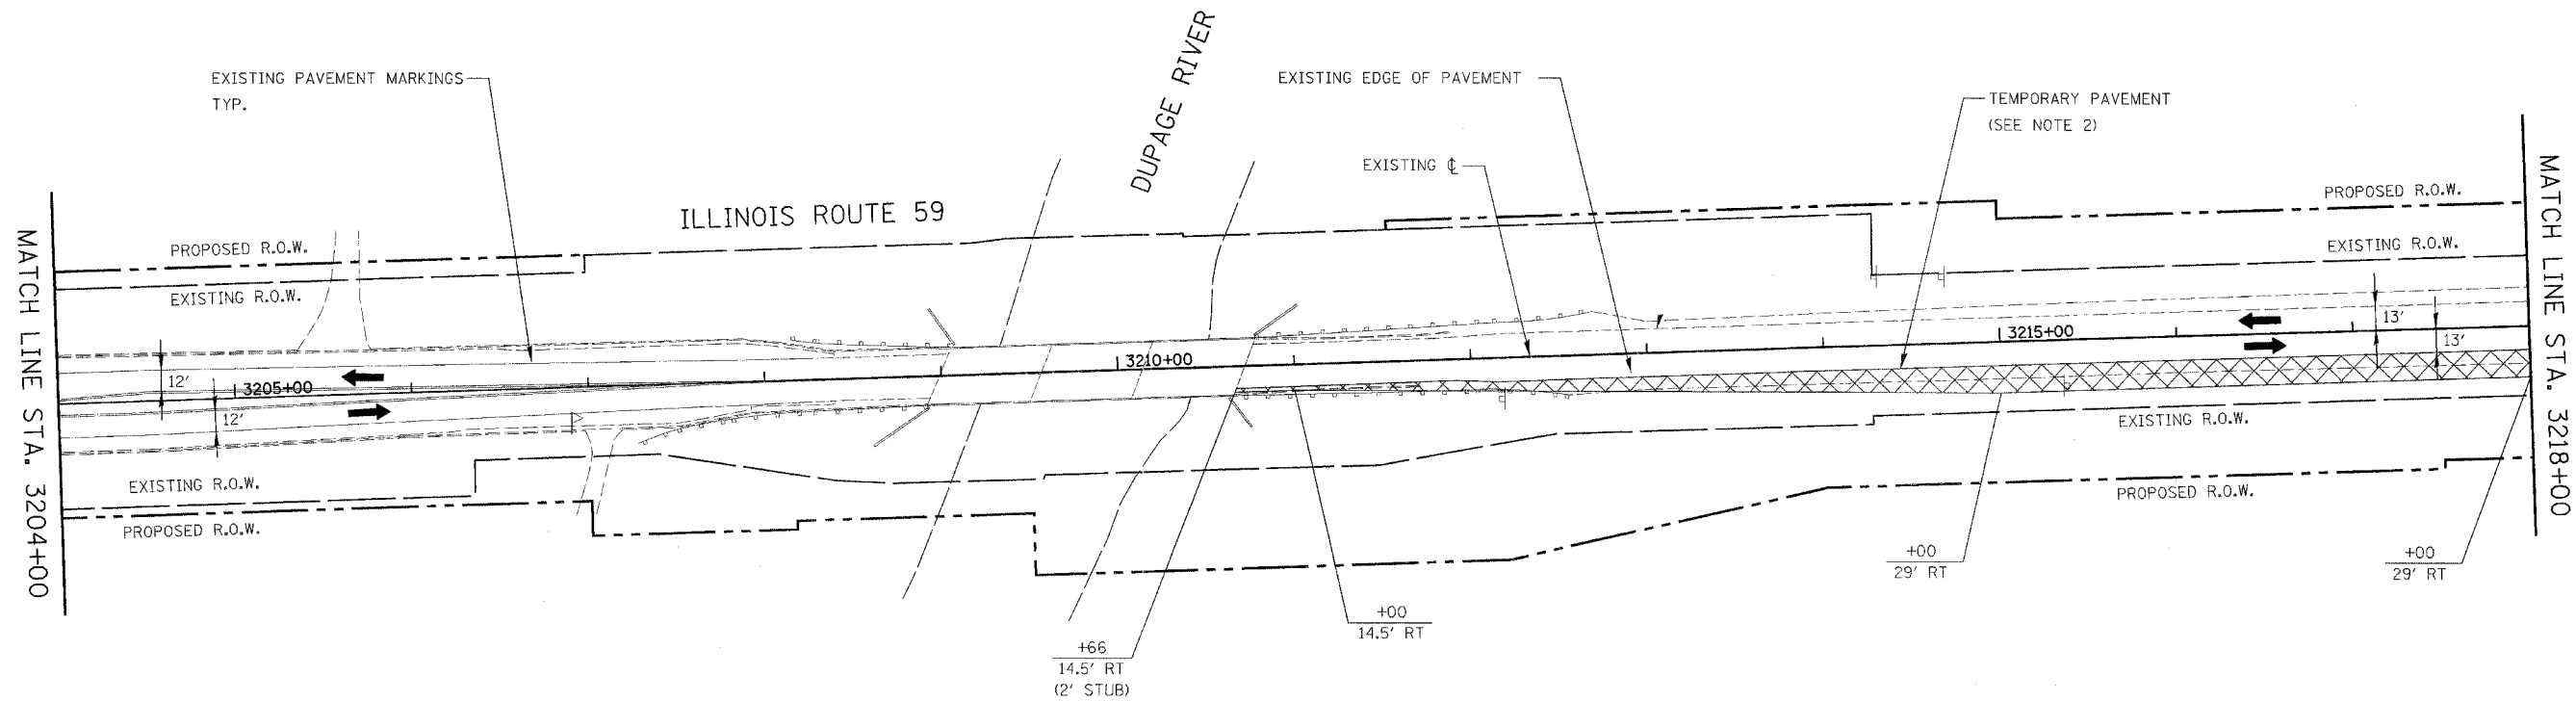 DUPAGE RIVER
EXISTING PAVEMENT MARKINGS
TYP.
EXISTING EDGE OF PAVEMENT
TEMPORARY PAVEMENT
(SEE NOTE 2)
EXISTING ℄
ILLINOIS ROUTE 59
PROPOSED R.O.W.
EXISTING R.O.W.
PROPOSED R.O.W.
EXISTING R.O.W.
MATCH LINE STA. 3204+00
MATCH LINE STA. 3218+00
12'
3205+00
12'
3210+00
3215+00
13'
13'
EXISTING R.O.W.
PROPOSED R.O.W.
EXISTING R.O.W.
PROPOSED R.O.W.
+66
14.5' RT
(2' STUB)
+00
14.5' RT
+00
29' RT
+00
29' RT